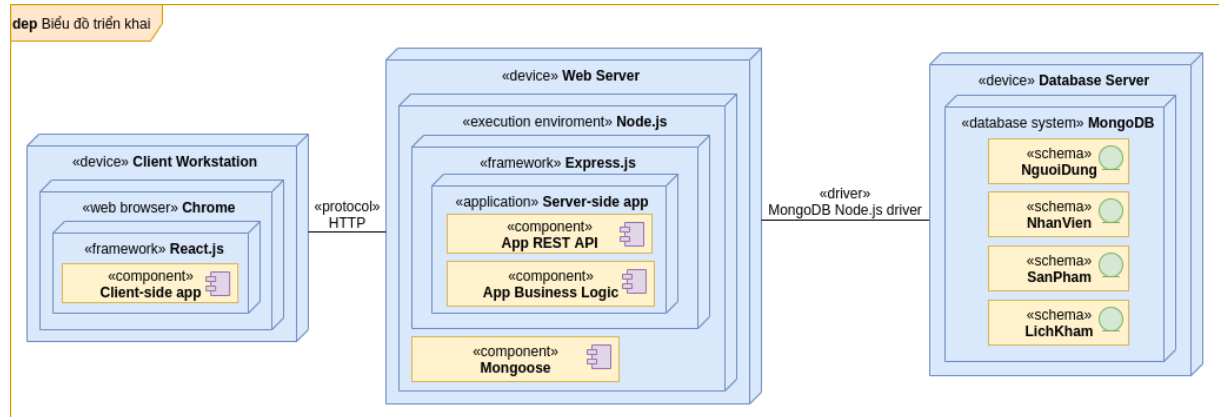 dep Biểu đồ triển khai
«device» Client Workstation
«web browser» Chrome
«framework» React.js
«component»
Client-side app
«protocol»
HTTP
«device» Web Server
«execution enviroment» Node.js
«framework» Express.js
«application» Server-side app
«component»
App REST API
«component»
App Business Logic
«component»
Mongoose
«driver»
MongoDB Node.js driver
«device» Database Server
«database system» MongoDB
«schema»
NguoiDung
«schema»
NhanVien
«schema»
SanPham
«schema»
LichKham